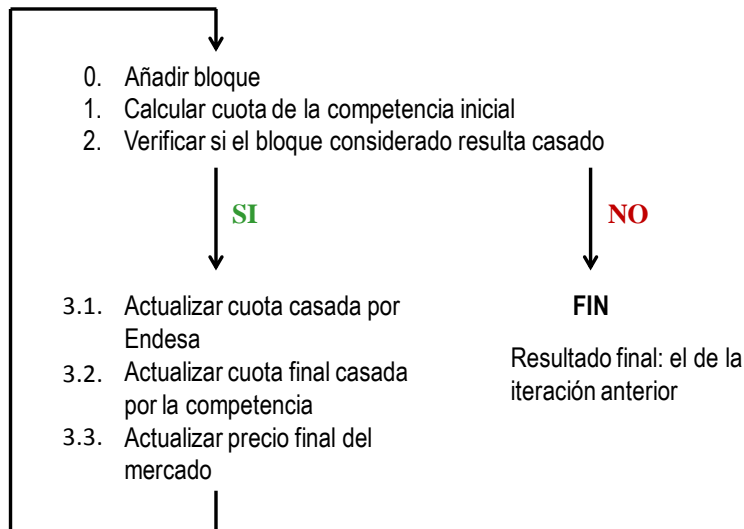 0. Añadir bloque
1. Calcular cuota de la competencia inicial
2. Verificar si el bloque considerado resulta casado
SI
NO
3.1. Actualizar cuota casada por
Endesa
3.2. Actualizar cuota final casada
por la competencia
3.3. Actualizar precio final del
mercado
FIN
Resultado final: el de la
iteración anterior